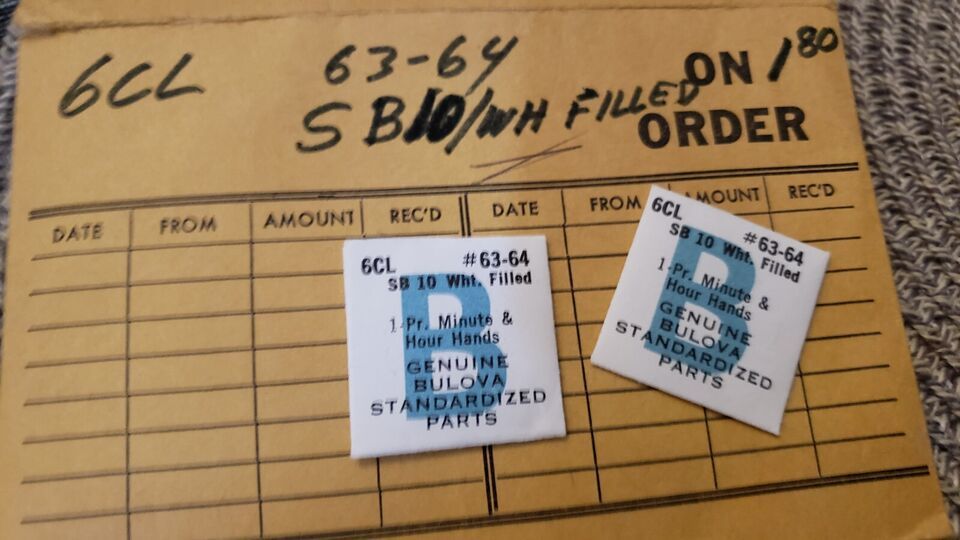 6CL 63-64 ON 1 80
S B10/WH FILLED
ORDER
DATE FROM AMOUNT REC'D DATE FROM AMOUNT REC'D
6CL #63-64
SB 10 Wht. Filled
1 Pr. Minute &
Hour Hands
GENUINE
BULOVA
STANDARDIZED
PARTS
B
6CL #63-64
SB 10 Wht. Filled
1 Pr. Minute &
Hour Hands
GENUINE
BULOVA
STANDARDIZED
PARTS
B